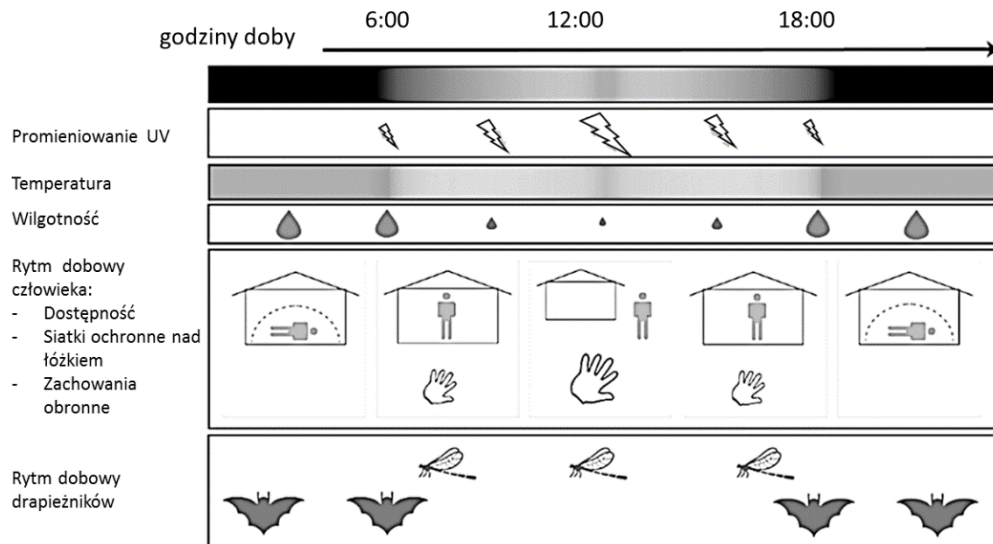 godziny doby
6:00
12:00
18:00
Promieniowanie UV
Temperatura
Wilgotność
Rytm dobowy
człowieka:
- Dostępność
- Siatki ochronne nad
łóżkiem
- Zachowania
obronne
Rytm dobowy
drapieżników